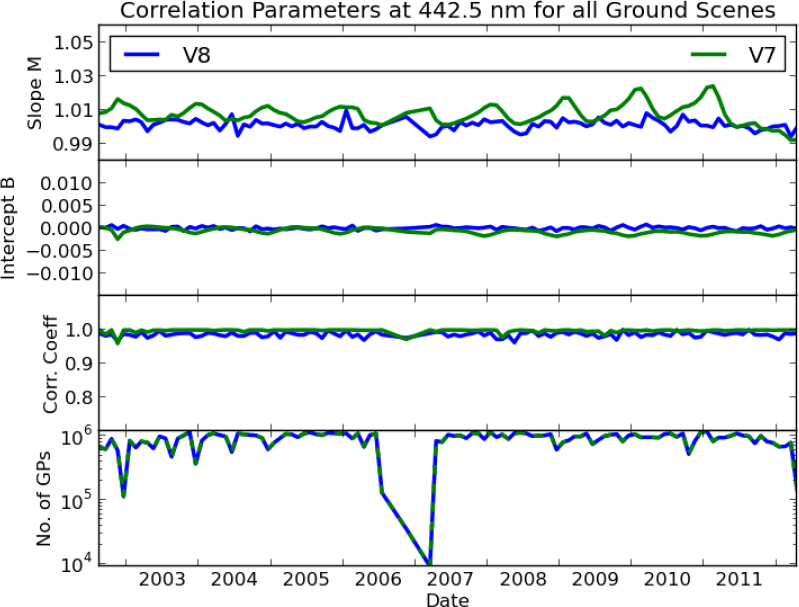 Correlation Parameters at 442.5 nm for all Ground Scenes
V8
V7
Slope M
1.05
1.03
1.01
0.99
Intercept B
0.010
0.005
0.000
−0.005
−0.010
Corr. Coeff
1.0
0.9
0.8
No. of GPs
10^6
10^5
10^4
2003 2004 2005 2006 2007 2008 2009 2010 2011
Date